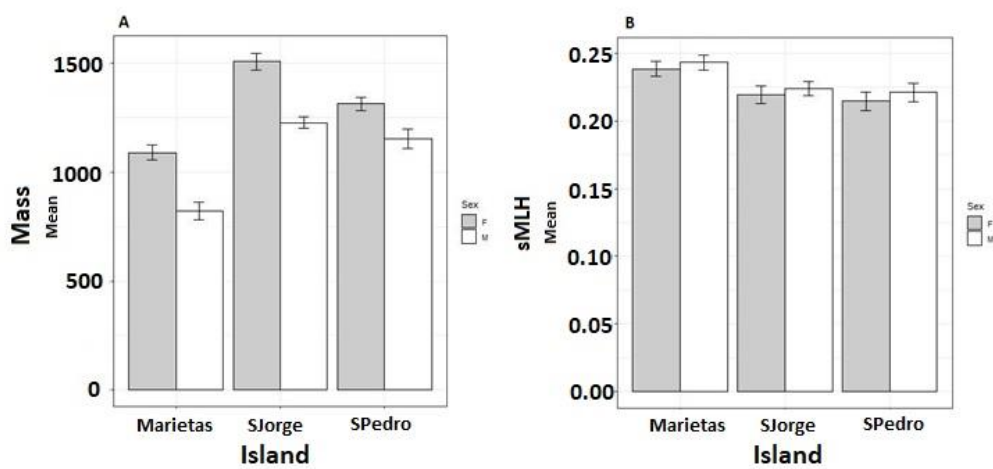 A
1500
1000
500
0
Mass
Mean
Marietas SJorge SPedro
Island
Sex
F
M
B
0.25
0.20
0.15
0.10
0.05
0.00
sMLH
Mean
Marietas SJorge SPedro
Island
Sex
F
M